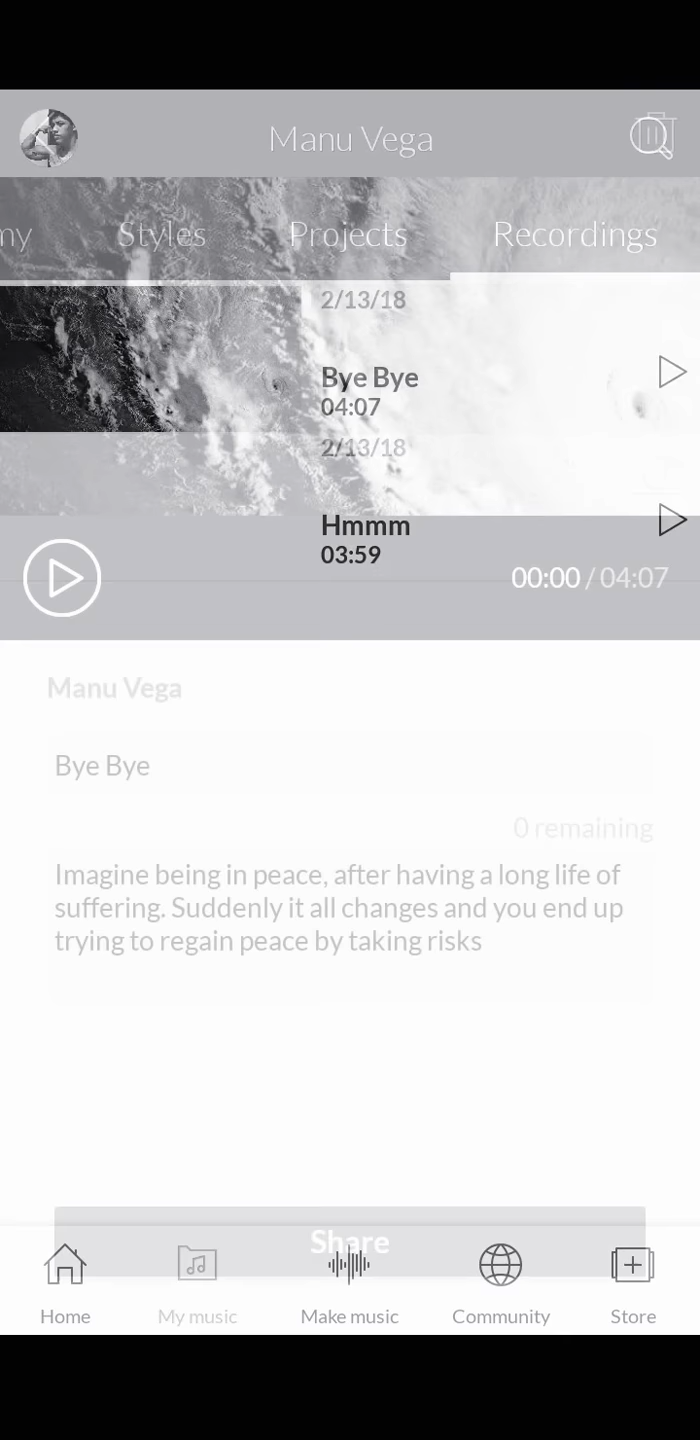 Manu Vega
my Styles Projects Recordings
2/13/18
Bye Bye
04:07
2/13/18
Hmmm
03:59
00:00 / 04:07
Manu Vega
Bye Bye
0 remaining
Imagine being in peace, after having a long life of
suffering. Suddenly it all changes and you end up
trying to regain peace by taking risks
Share
Home My music Make music Community Store